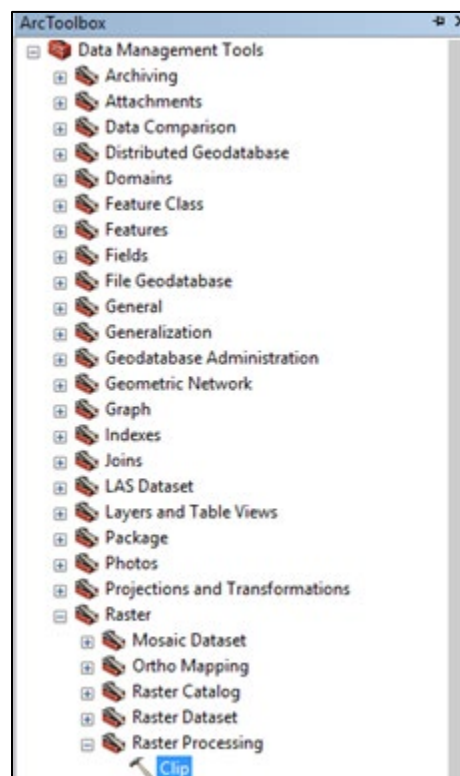 ArcToolbox
Data Management Tools
Archiving
Attachments
Data Comparison
Distributed Geodatabase
Domains
Feature Class
Features
Fields
File Geodatabase
General
Generalization
Geodatabase Administration
Geometric Network
Graph
Indexes
Joins
LAS Dataset
Layers and Table Views
Package
Photos
Projections and Transformations
Raster
Mosaic Dataset
Ortho Mapping
Raster Catalog
Raster Dataset
Raster Processing
Clip